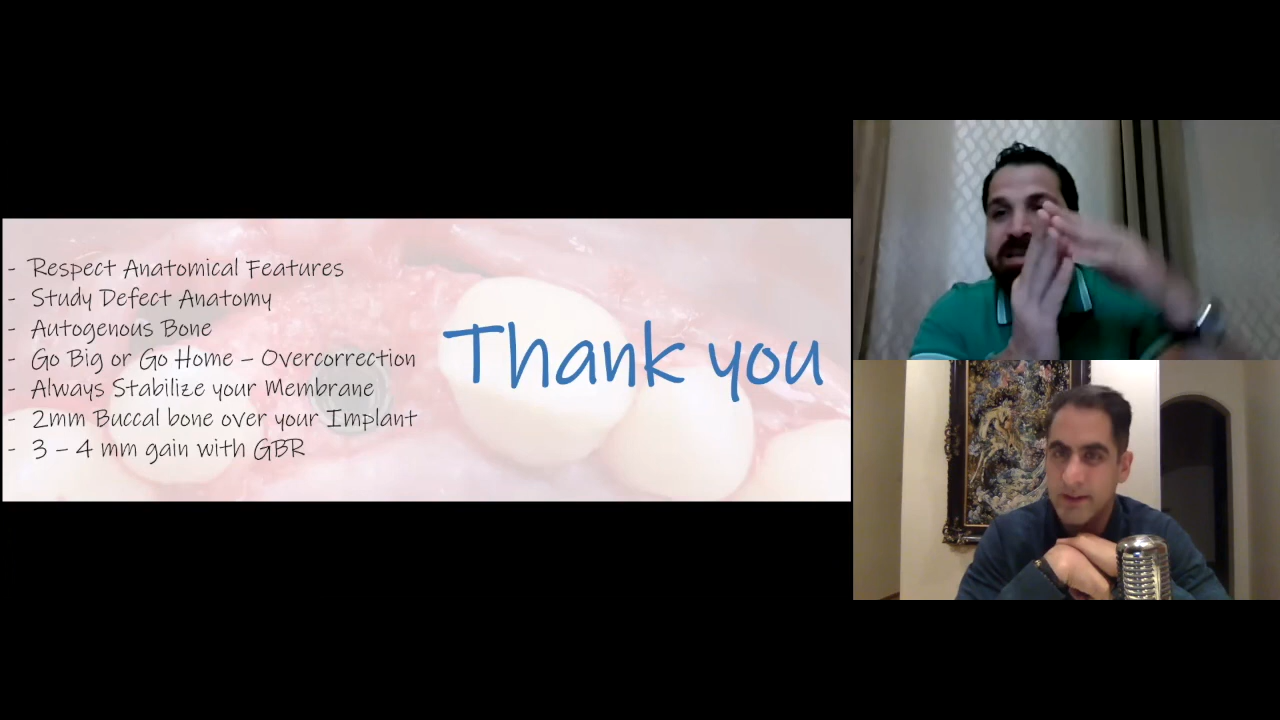 - Respect Anatomical Features
- Study Defect Anatomy
- Autogenous Bone
- Go Big or Go Home – Overcorrection
- Always Stabilize your Membrane
- 2mm Buccal bone over your Implant
- 3 – 4 mm gain with GBR
Thank you